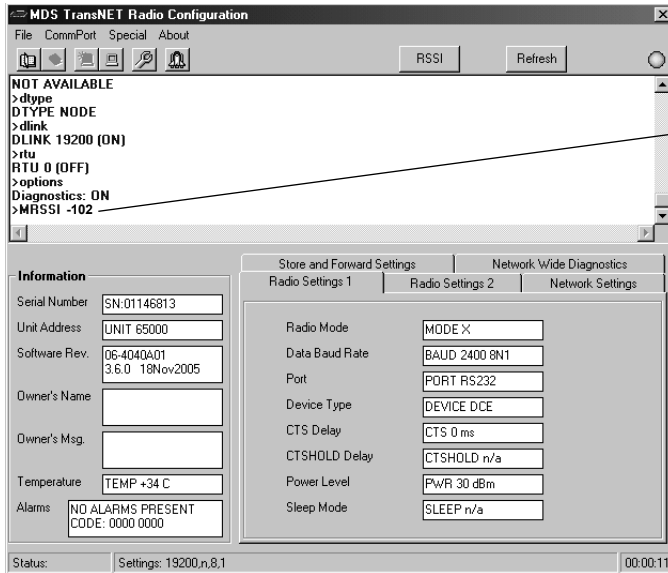 MDS TransNET Radio Configuration
File CommPort Special About
RSSI Refresh
NOT AVAILABLE
>dtype
DTYPE NODE
>dlink
DLINK 19200 (ON)
>rtu
RTU 0 (OFF)
>options
Diagnostics: ON
>MRSSI -102
Store and Forward Settings Network Wide Diagnostics
Radio Settings 1 Radio Settings 2 Network Settings
Information
Serial Number SN:01146813
Unit Address UNIT 65000
Software Rev. 06-4040A01
3.6.0 18Nov2005
Owner's Name
Owner's Msg.
Temperature TEMP +34 C
Alarms NO ALARMS PRESENT
CODE: 0000 0000
Radio Mode MODE X
Data Baud Rate BAUD 2400 8N1
Port PORT RS232
Device Type DEVICE DCE
CTS Delay CTS 0 ms
CTSHOLD Delay CTSHOLD n/a
Power Level PWR 30 dBm
Sleep Mode SLEEP n/a
Status: Settings: 19200,n,8,1 00:00:11